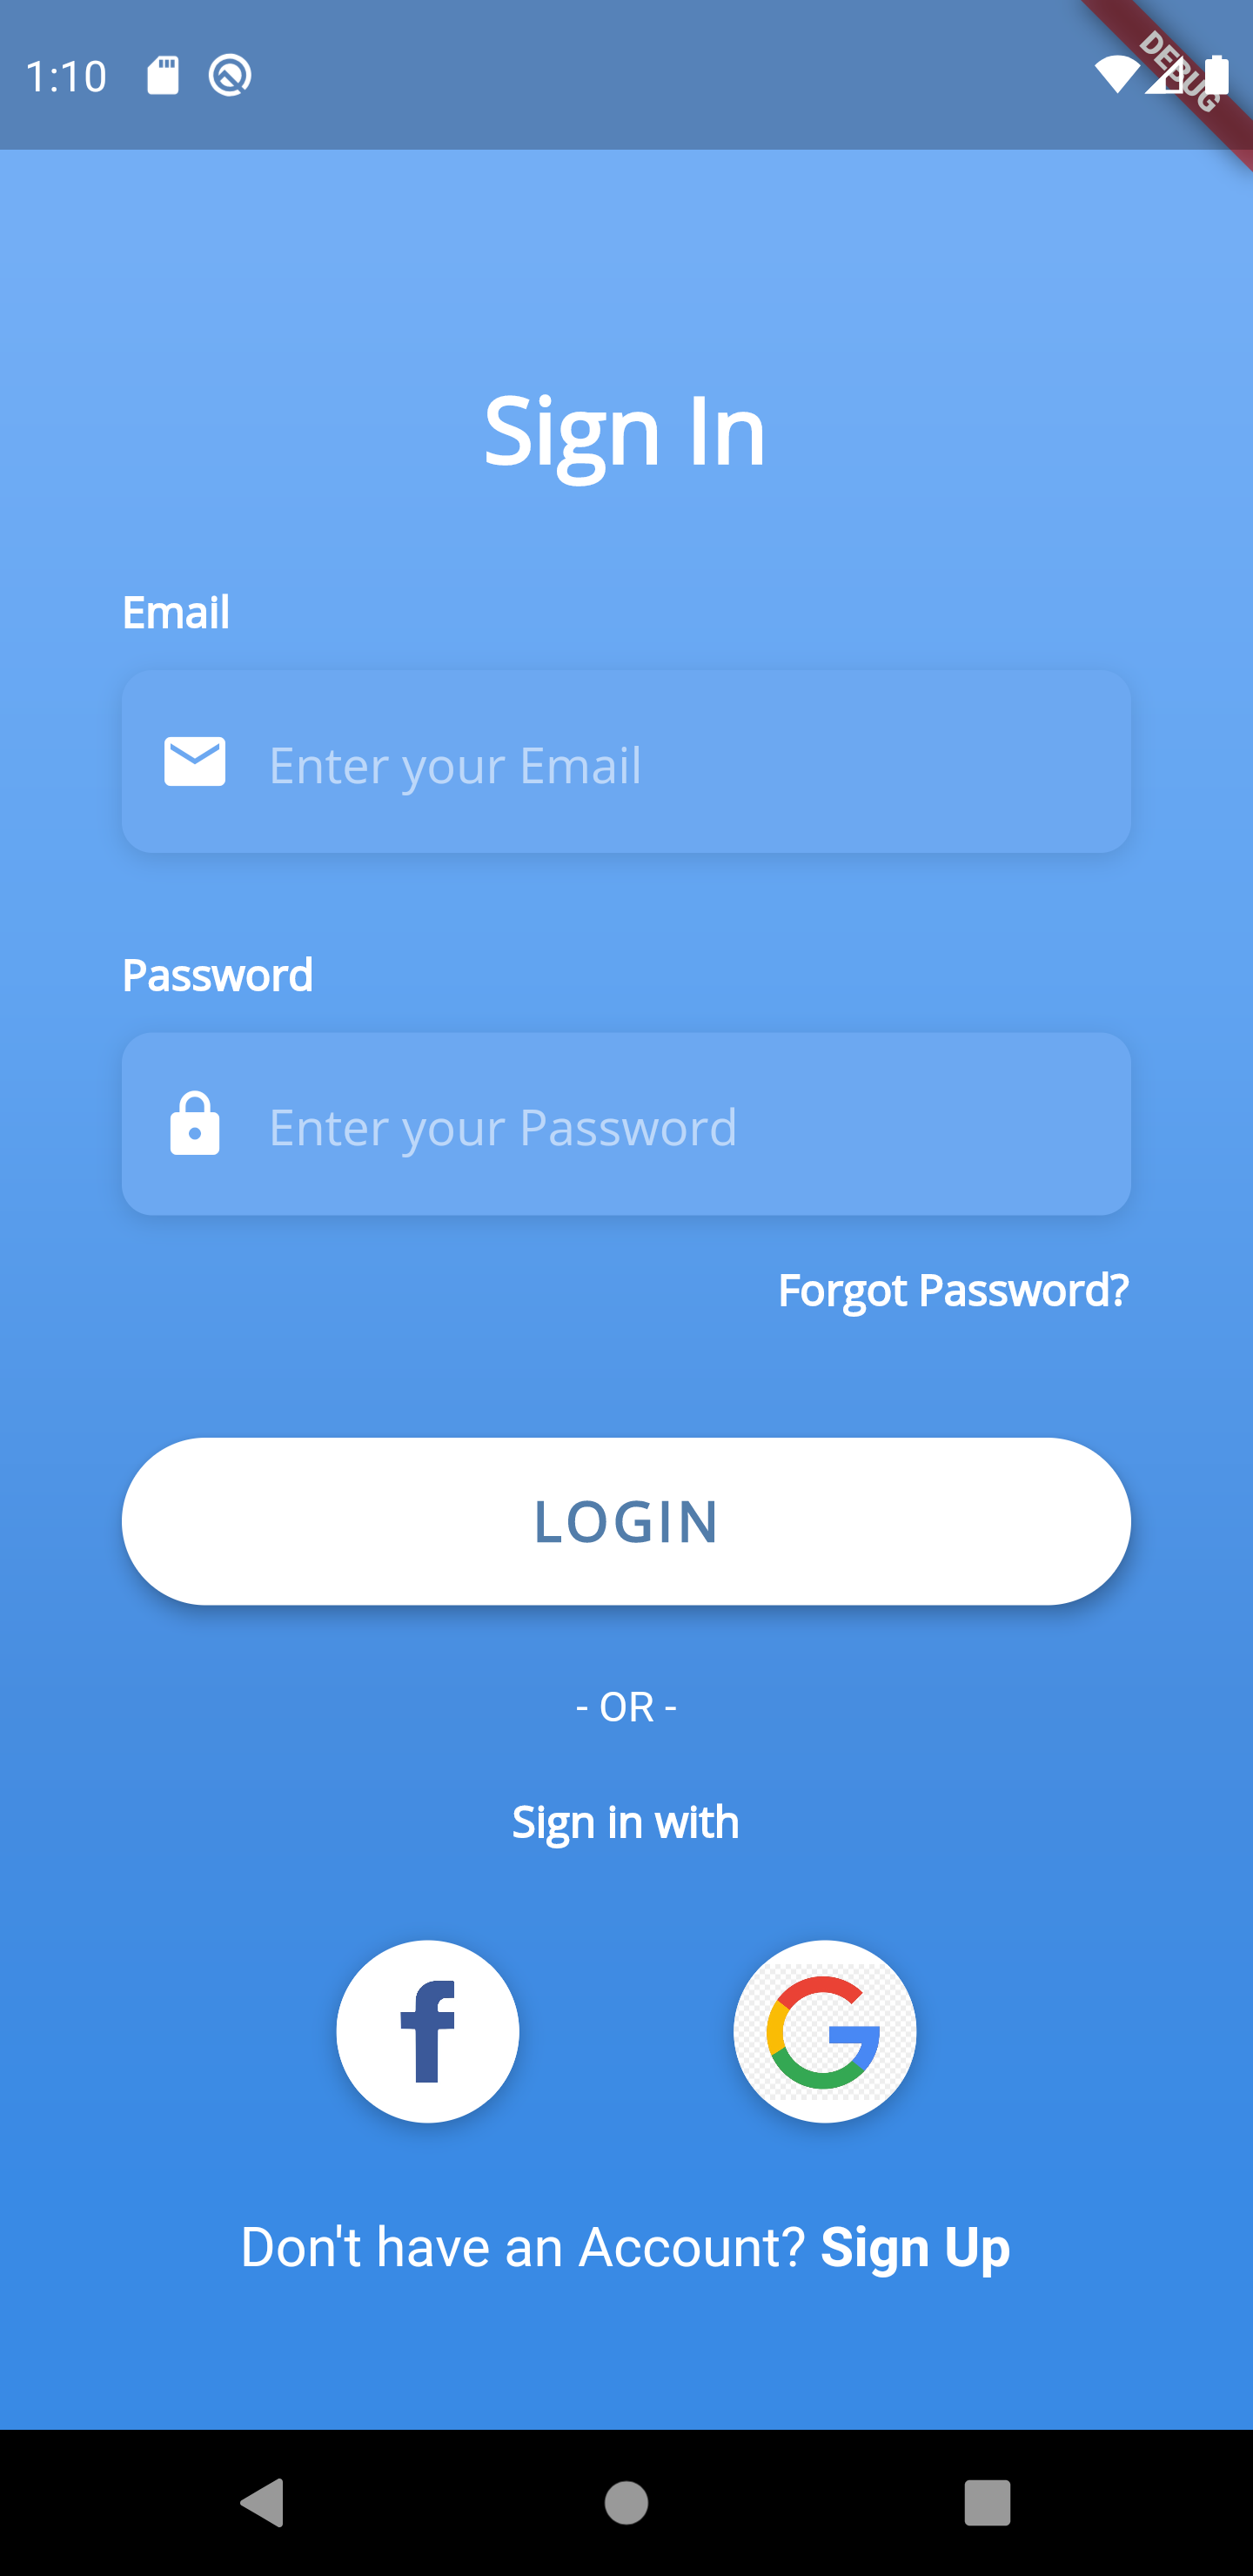 1:10
DEBUG
Sign In
Email
Enter your Email
Password
Enter your Password
Forgot Password?
LOGIN
- OR -
Sign in with
f
G
Don't have an Account? Sign Up